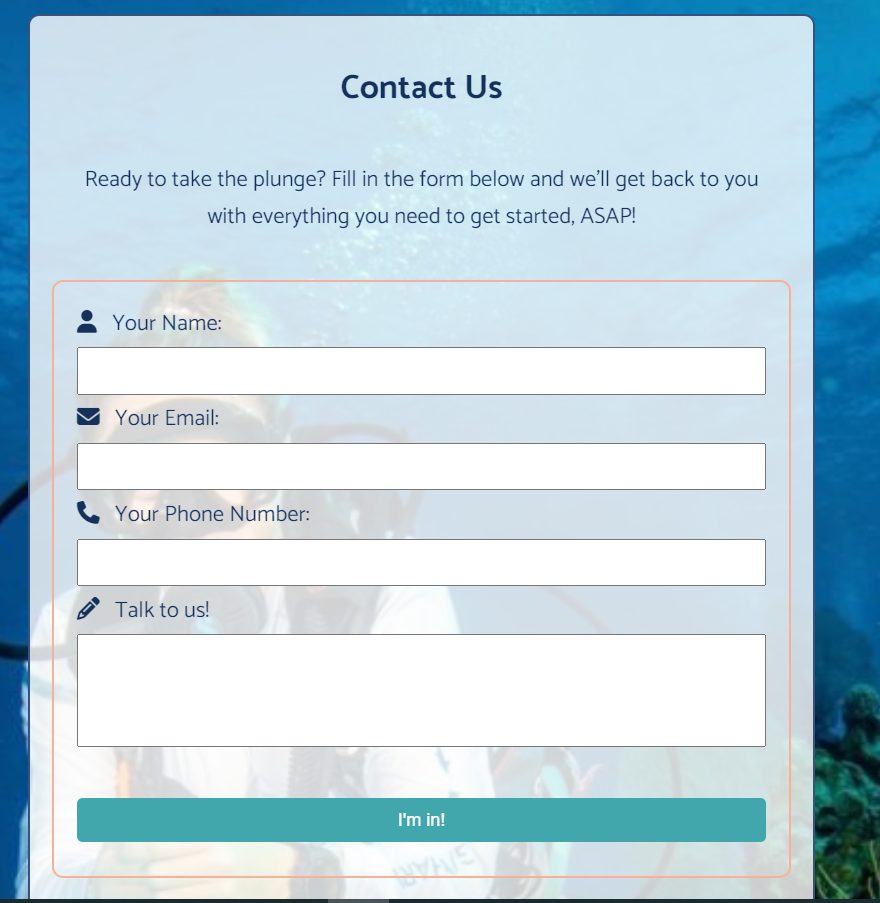 Contact Us
Ready to take the plunge? Fill in the form below and we'll get back to you
with everything you need to get started, ASAP!
Your Name:
Your Email:
Your Phone Number:
Talk to us!
I'm in!